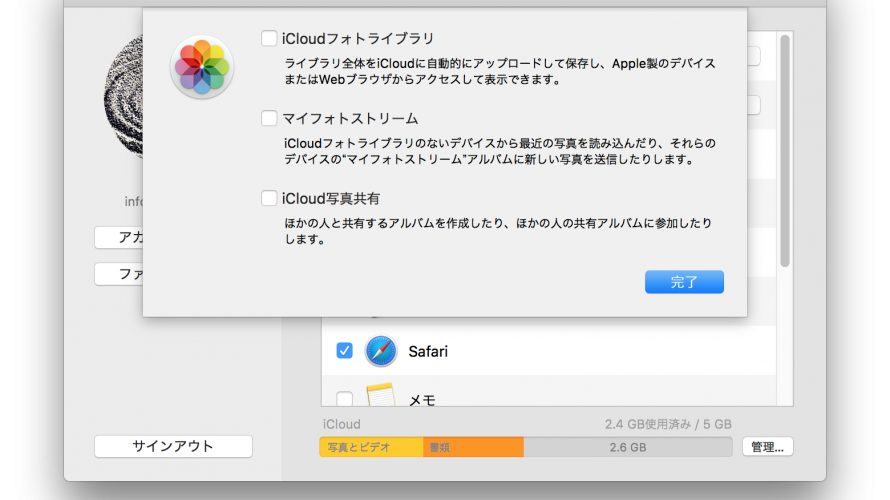 iCloudフォトライブラリ
ライブラリ全体をiCloudに自動的にアップロードして保存し、Apple製のデバイス
またはWebブラウザからアクセスして表示できます。
マイフォトストリーム
iCloudフォトライブラリのないデバイスから最近の写真を読み込んだり、それらの
デバイスの“マイフォトストリーム”アルバムに新しい写真を送信したりします。
iCloud写真共有
ほかの人と共有するアルバムを作成したり、ほかの人の共有アルバムに参加したり
します。
完了
Safari
メモ
iCloud
2.4 GB使用済み / 5 GB
写真とビデオ
書類
2.6 GB
管理...
サインアウト